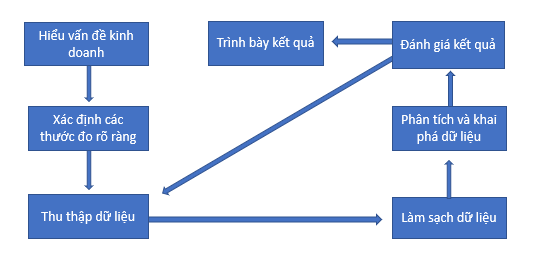 Hiểu vấn đề kinh
doanh
Trình bày kết quả
Đánh giá kết quả
Xác định các
thước đo rõ ràng
Phân tích và khai
phá dữ liệu
Thu thập dữ liệu
Làm sạch dữ liệu